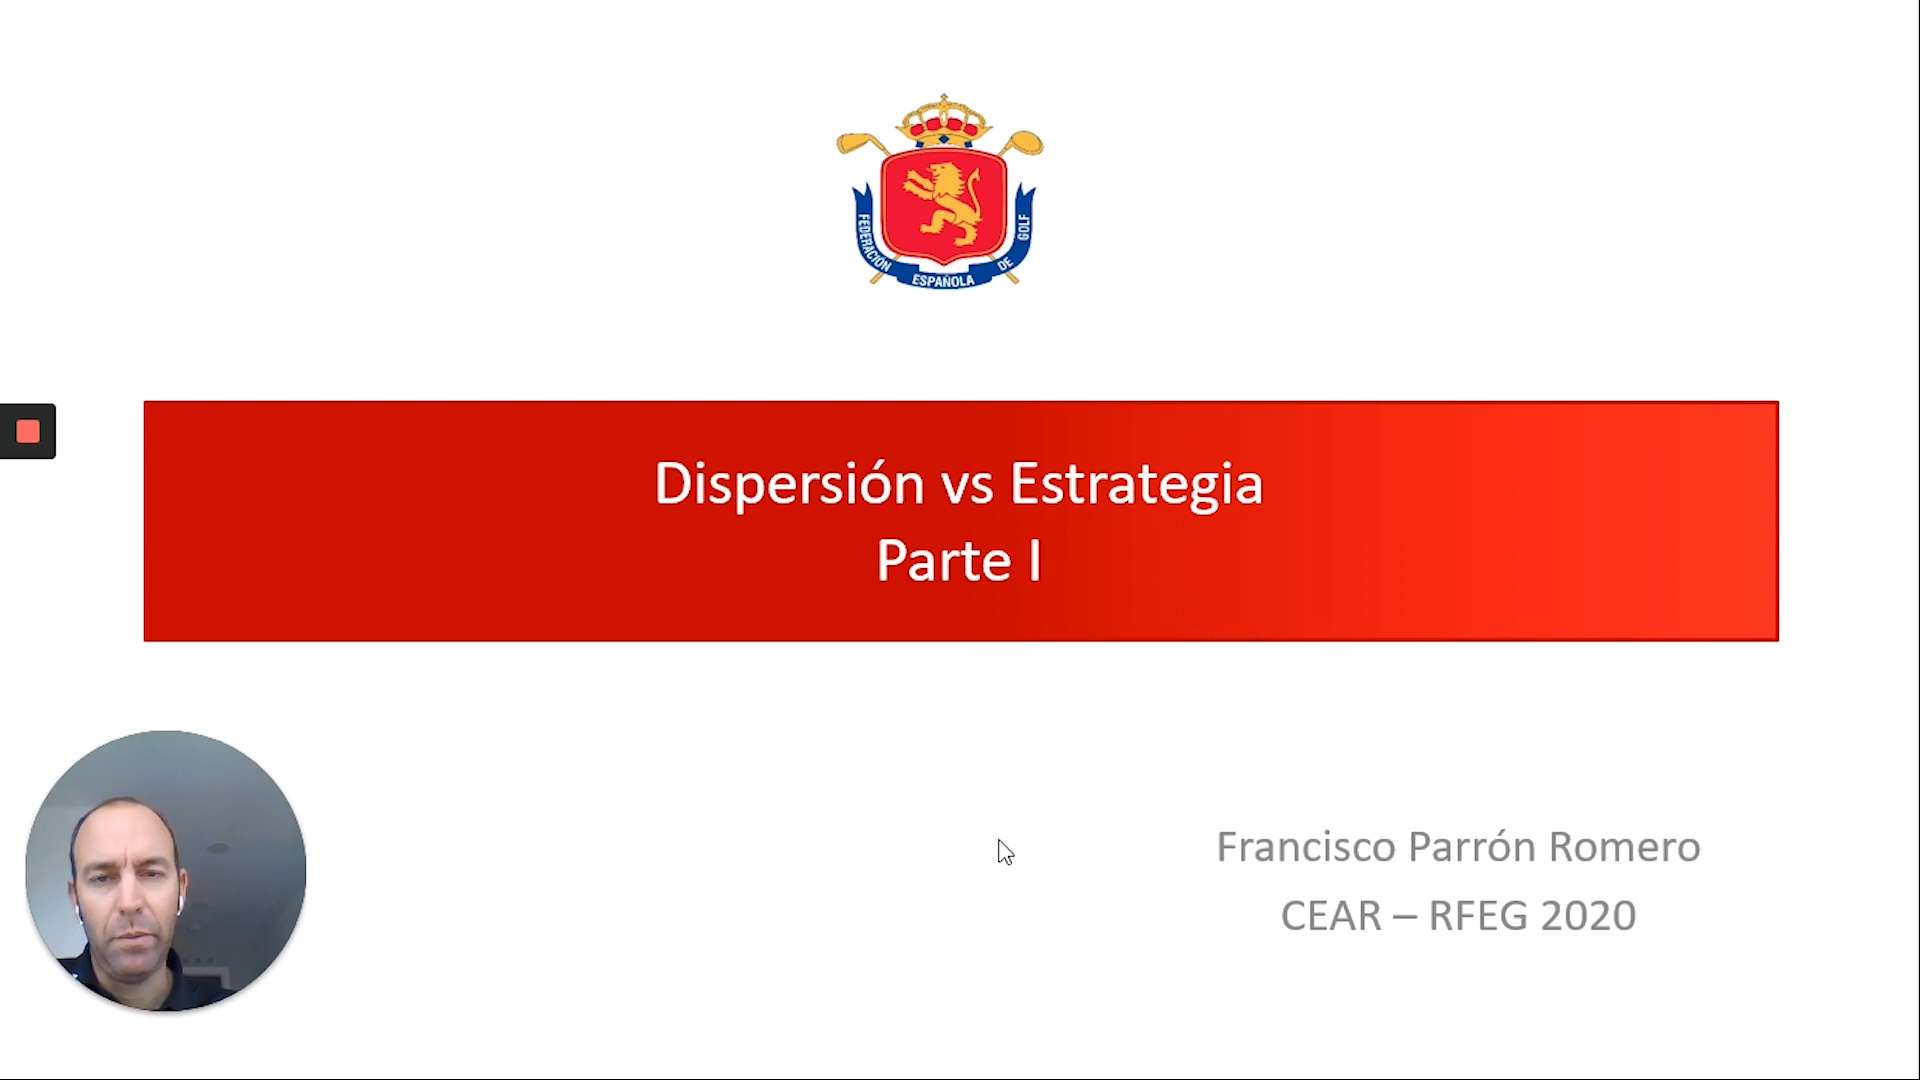 FEDERACIÓN ESPAÑOLA DE GOLF
Dispersión vs Estrategia
Parte I
Francisco Parrón Romero
CEAR – RFEG 2020